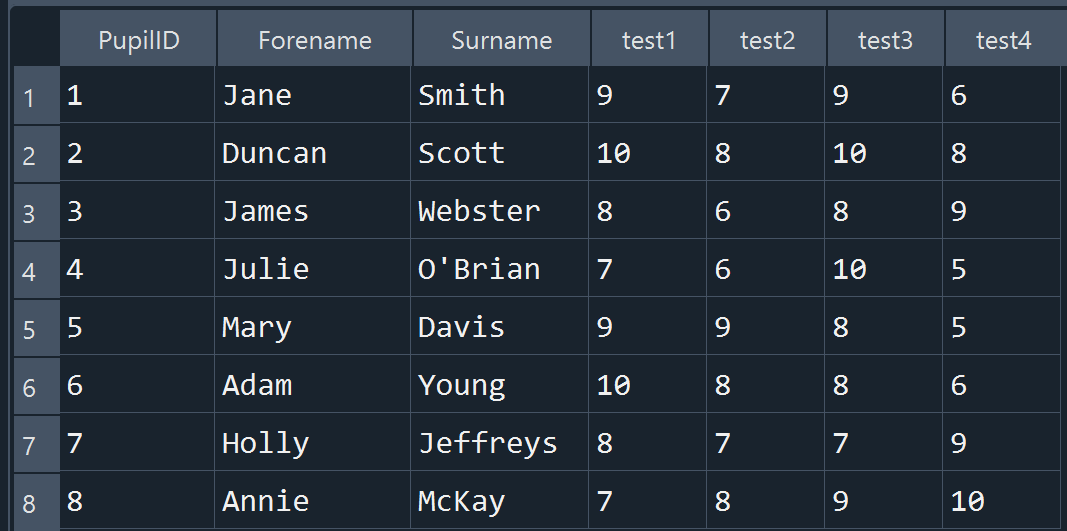 PupilID Forename Surname test1 test2 test3 test4
1 1 Jane Smith 9 7 9 6
2 2 Duncan Scott 10 8 10 8
3 3 James Webster 8 6 8 9
4 4 Julie O'Brian 7 6 10 5
5 5 Mary Davis 9 9 8 5
6 6 Adam Young 10 8 8 6
7 7 Holly Jeffreys 8 7 7 9
8 8 Annie McKay 7 8 9 10